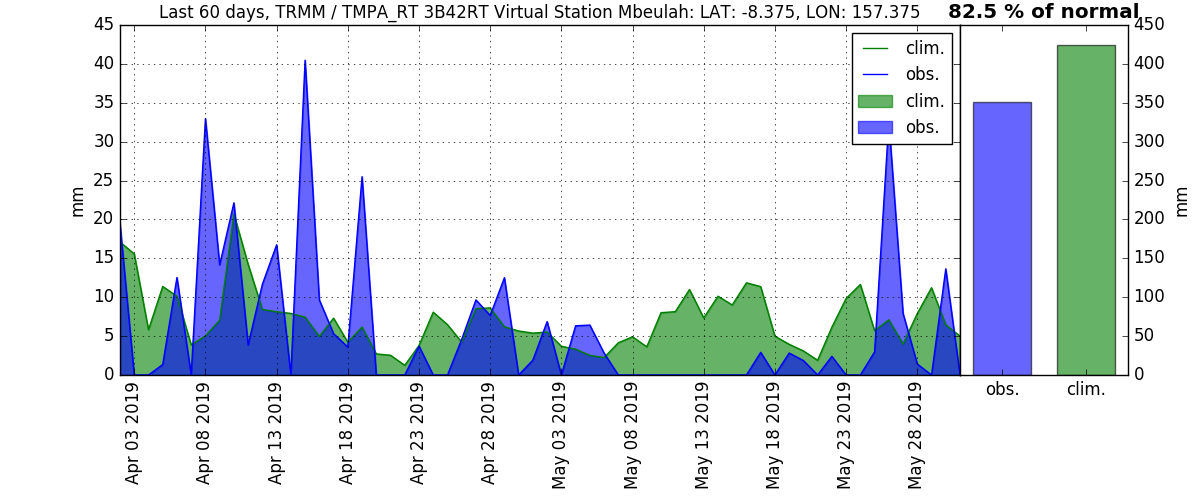 Last 60 days, TRMM / TMPA_RT 3B42RT Virtual Station Mbeulah: LAT: -8.375, LON: 157.375
82.5 % of normal
45
40
35
30
25
20
15
10
5
0
mm
clim.
obs.
clim.
obs.
Apr 03 2019
Apr 08 2019
Apr 13 2019
Apr 18 2019
Apr 23 2019
Apr 28 2019
May 03 2019
May 08 2019
May 13 2019
May 18 2019
May 23 2019
May 28 2019
450
400
350
300
250
200
150
100
50
0
mm
obs.
clim.